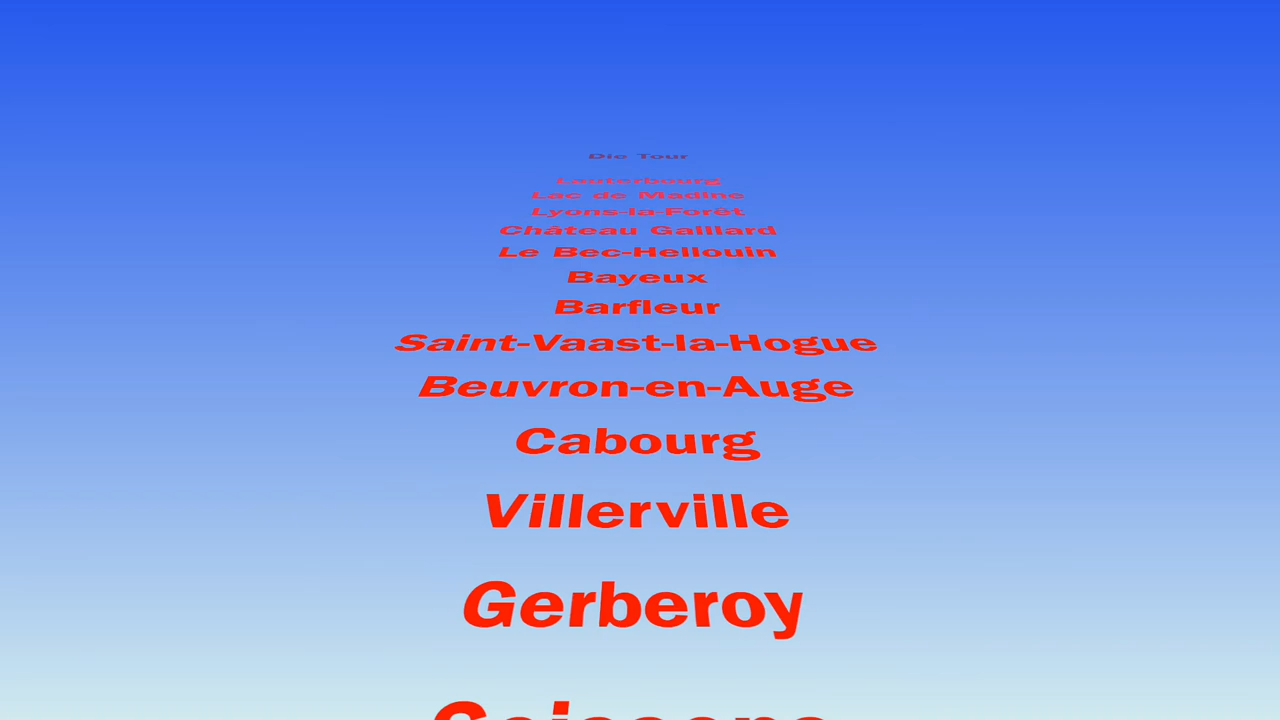 Die Tour
Lauterbourg
Lac de Madine
Lyons-la-Forêt
Château Gaillard
Le Bec-Hellouin
Bayeux
Barfleur
Saint-Vaast-la-Hogue
Beuvron-en-Auge
Cabourg
Villerville
Gerberoy
Soissons